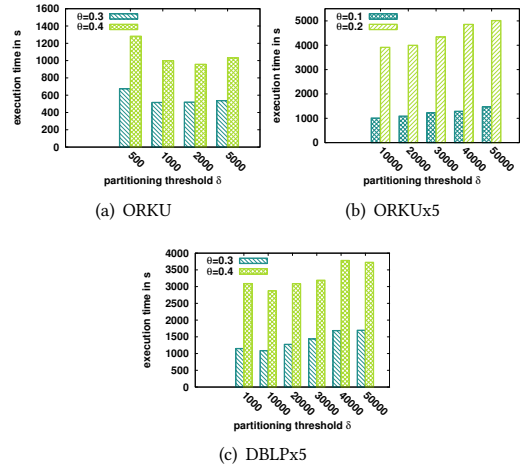 θ=0.3
θ=0.4
execution time in s
1600
1400
1200
1000
800
600
400
200
0
500
1000
2000
5000
partitioning threshold δ
(a) ORKU
θ=0.1
θ=0.2
execution time in s
5000
4000
3000
2000
1000
0
10000
20000
30000
40000
50000
partitioning threshold δ
(b) ORKUx5
θ=0.3
θ=0.4
execution time in s
4000
3500
3000
2500
2000
1500
1000
500
0
1000
10000
20000
30000
40000
50000
partitioning threshold δ
(c) DBLPx5